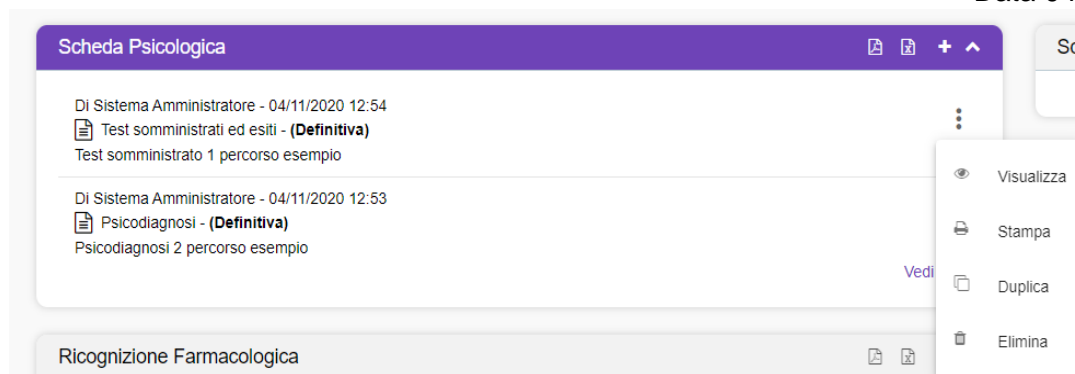 Scheda Psicologica
Di Sistema Amministratore - 04/11/2020 12:54
Test somministrati ed esiti - (Definitiva)
Test somministrato 1 percorso esempio
Di Sistema Amministratore - 04/11/2020 12:53
Psicodiagnosi - (Definitiva)
Psicodiagnosi 2 percorso esempio
Vedi
Visualizza
Stampa
Duplica
Elimina
Ricognizione Farmacologica